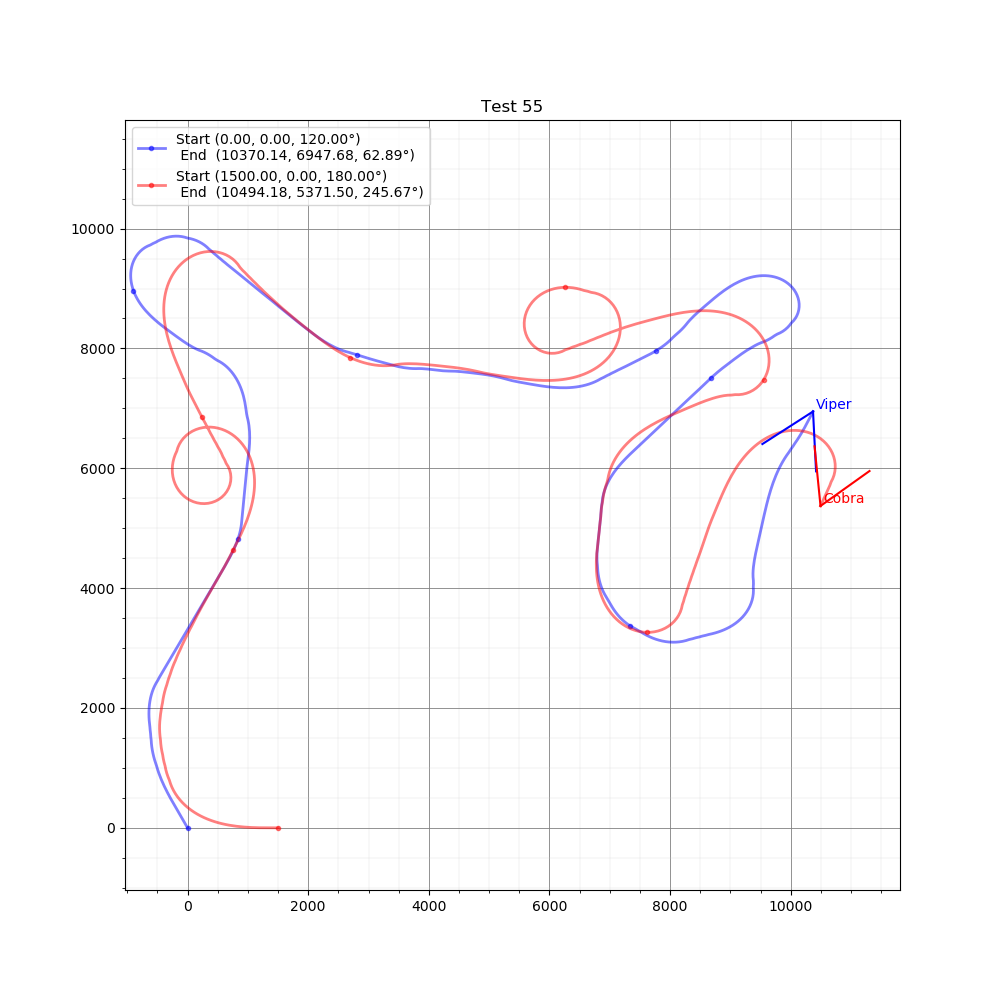 Test 55
Start (0.00, 0.00, 120.00°)
End  (10370.14, 6947.68, 62.89°)
Start (1500.00, 0.00, 180.00°)
End  (10494.18, 5371.50, 245.67°)
10000
8000
6000
4000
2000
0
Viper
Cobra
0 2000 4000 6000 8000 10000